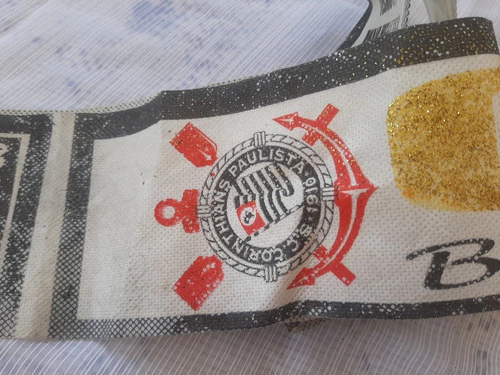 S.C. CORINTHIANS PAULISTA 1910
B